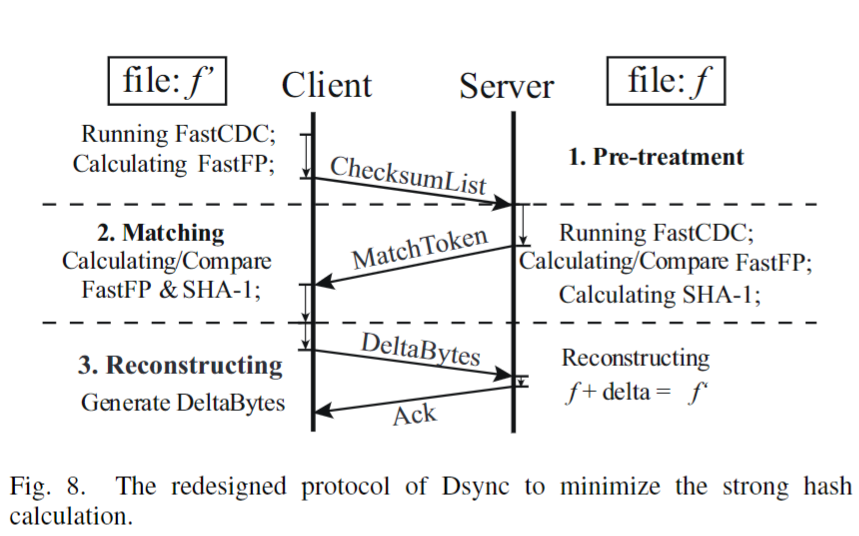 file: f’
Client
Server
file: f
Running FastCDC;
Calculating FastFP;
ChecksumList
1. Pre-treatment
2. Matching
Calculating/Compare
FastFP & SHA-1;
MatchToken
Running FastCDC;
Calculating/Compare FastFP;
Calculating SHA-1;
3. Reconstructing
Generate DeltaBytes
DeltaBytes
Ack
Reconstructing
f + delta = f‘
Fig. 8. The redesigned protocol of Dsync to minimize the strong hash
calculation.